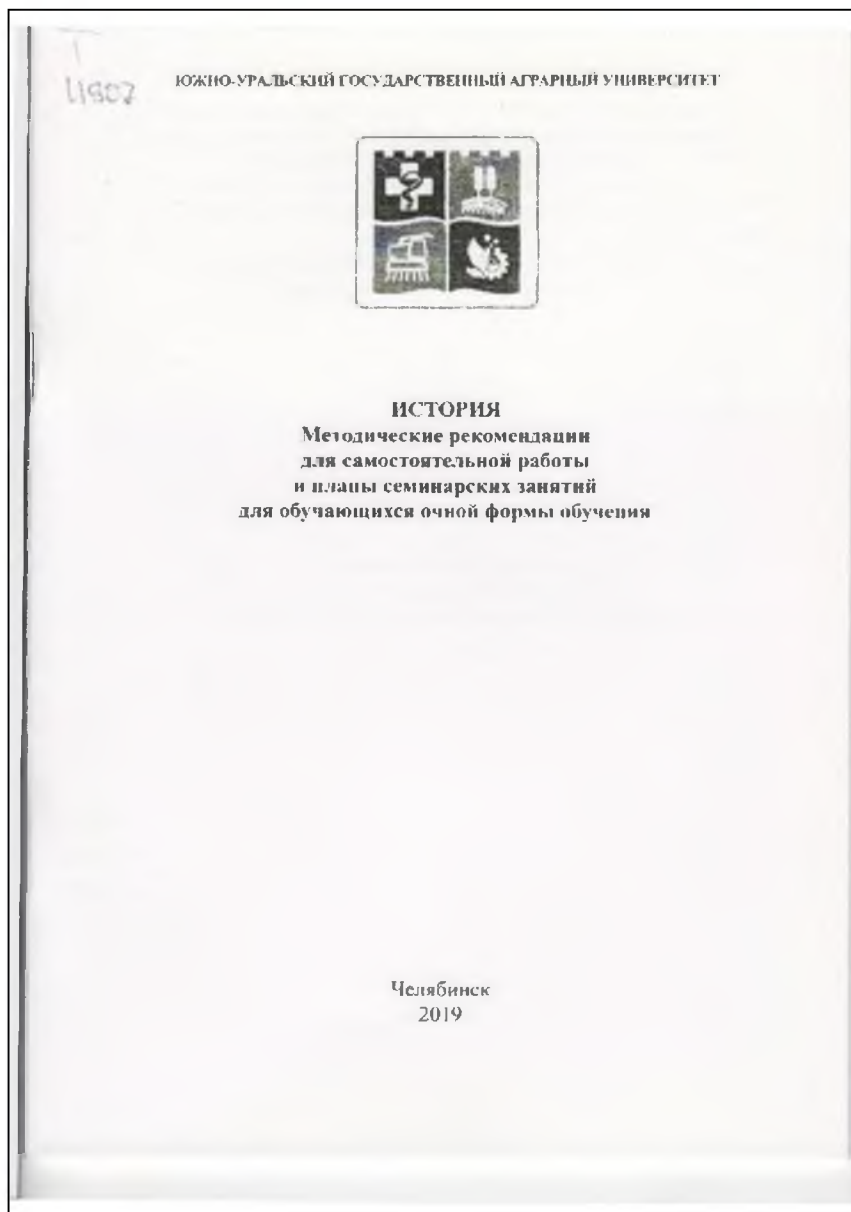 11807
ЮЖНО-УРАЛЬСКИЙ ГОСУДАРСТВЕННЫЙ АГРАРНЫЙ УНИВЕРСИТЕТ
ИСТОРИЯ
Методические рекомендации
для самостоятельной работы
и планы семинарских занятий
для обучающихся очной формы обучения
Челябинск
2019